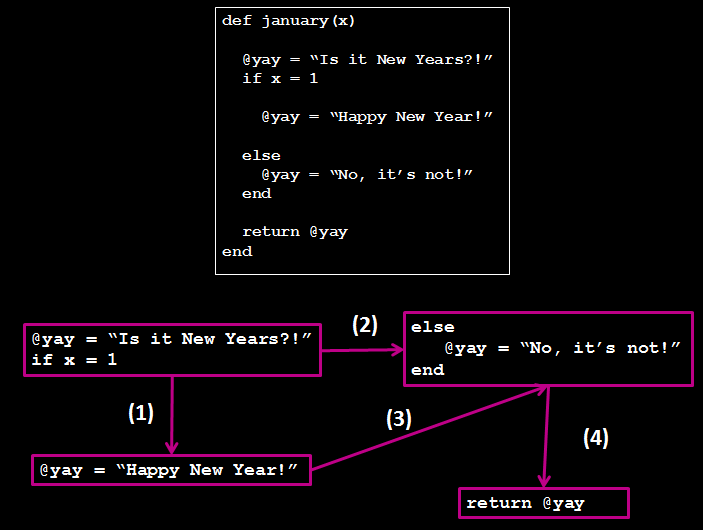 def january(x)
@yay = “Is it New Years?!”
if x = 1
@yay = “Happy New Year!”
else
@yay = “No, it’s not!”
end
return @yay
end
@yay = “Is it New Years?!”
if x = 1
(2)
else
@yay = “No, it’s not!”
end
(1)
(3)
(4)
@yay = “Happy New Year!”
return @yay